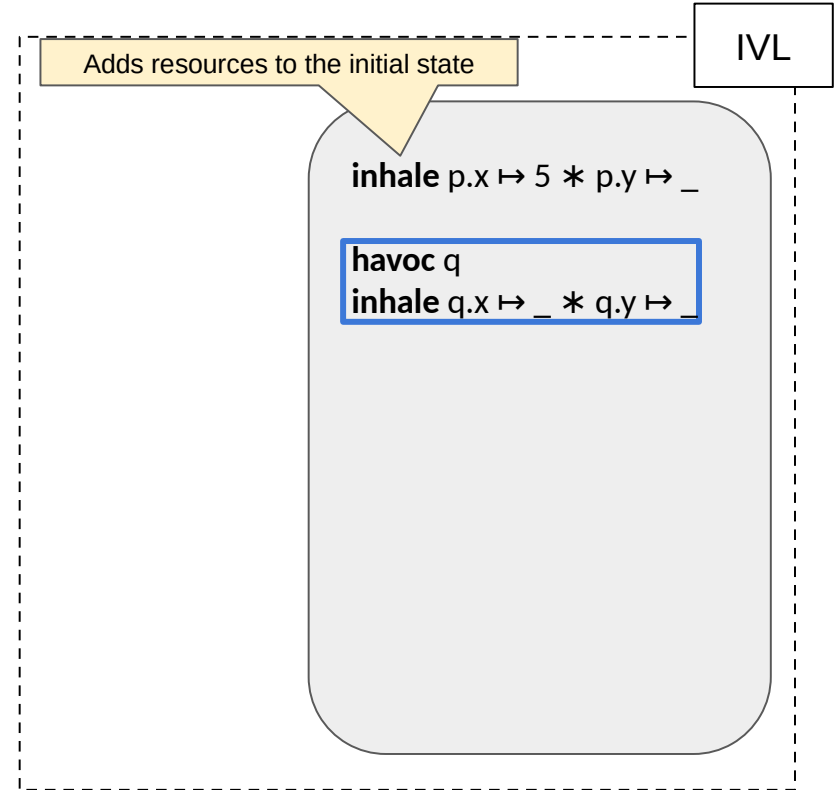 IVL
Adds resources to the initial state
inhale p.x ↦ 5 ∗ p.y ↦ _
havoc q
inhale q.x ↦ _ ∗ q.y ↦ _